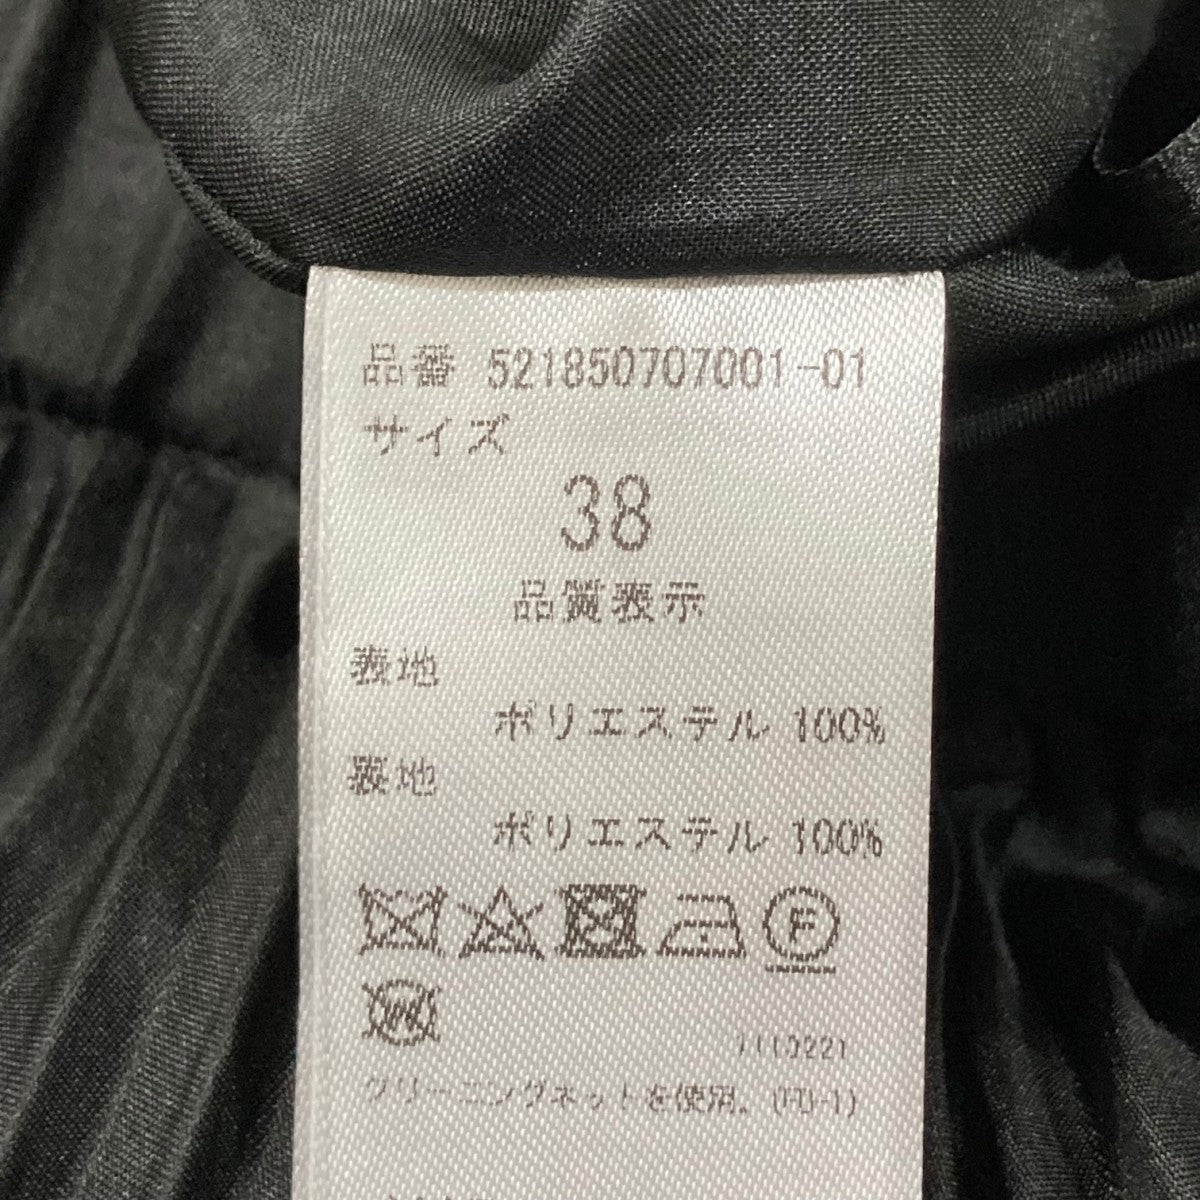 品番 521850707001-01
サイズ
38
品質表示
表地
ポリエステル 100%
裏地
ポリエステル 100%
F
W
クリーニングネットを使用。